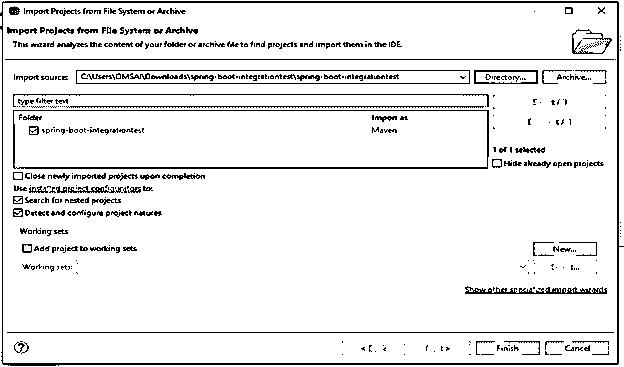 Import Projects from File System or Archive
Import Projects from File System or Archive
This wizard analyzes the content of your folder or archive file to find projects and import them in the IDE.
Import source: C:\Users\OMSAI\Downloads\spring-boot-integrationtest\spring-boot-integrationtest Directory... Archive...
type filter text
Folder Import as
spring-boot-integrationtest Maven
1 of 1 selected
Hide already open projects
Close newly imported projects upon completion
Use installed project configurators to:
Search for nested projects
Detect and configure project natures
Working sets
Add project to working sets New...
Working sets:
Show other specialized import wizards
Finish Cancel